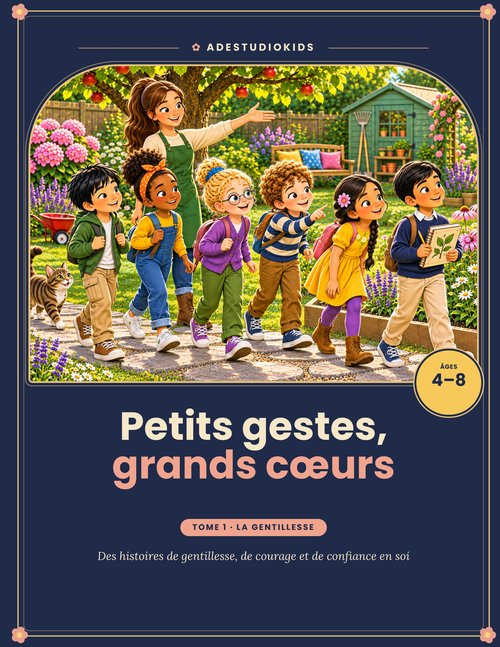 ADESTUDIOKIDS
ÂGES
4–8
Petits gestes,
grands cœurs
TOME 1 · LA GENTILLESSE
Des histoires de gentillesse, de courage et de confiance en soi